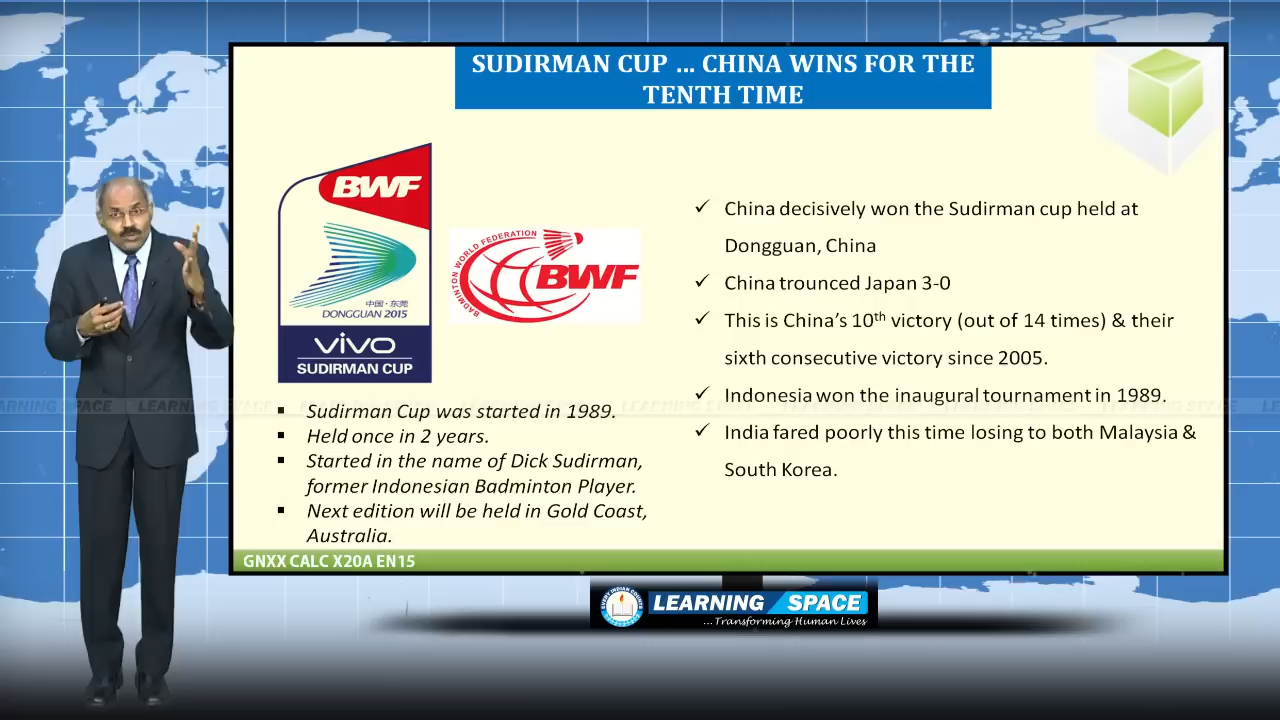 SUDIRMAN CUP ... CHINA WINS FOR THE
TENTH TIME
BWF
中国·东莞
DONGGUAN 2015
vivo
SUDIRMAN CUP
BADMINTON WORLD FEDERATION
BWF
▪ Sudirman Cup was started in 1989.
▪ Held once in 2 years.
▪ Started in the name of Dick Sudirman,
former Indonesian Badminton Player.
▪ Next edition will be held in Gold Coast,
Australia.
✓ China decisively won the Sudirman cup held at
Dongguan, China
✓ China trounced Japan 3-0
✓ This is China's 10th victory (out of 14 times) & their
sixth consecutive victory since 2005.
✓ Indonesia won the inaugural tournament in 1989.
✓ India fared poorly this time losing to both Malaysia &
South Korea.
GNXX CALC X20A EN15
EVERY INDIAN COUNTS
LEARNING SPACE
...Transforming Human Lives